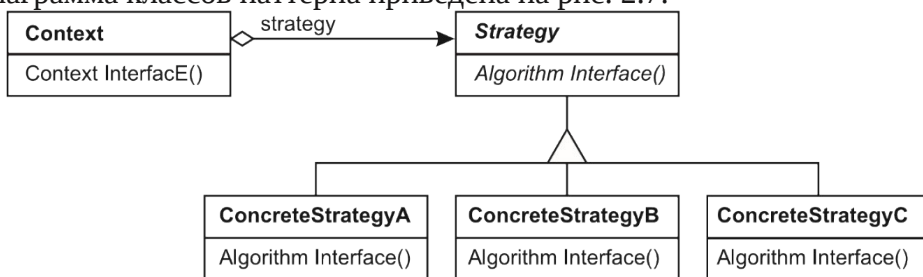 аграмма классов паттерна приведена на рис. 2.7.
Context
strategy
Strategy
Context InterfacE()
Algorithm Interface()
ConcreteStrategyA
ConcreteStrategyB
ConcreteStrategyC
Algorithm Interface()
Algorithm Interface()
Algorithm Interface()